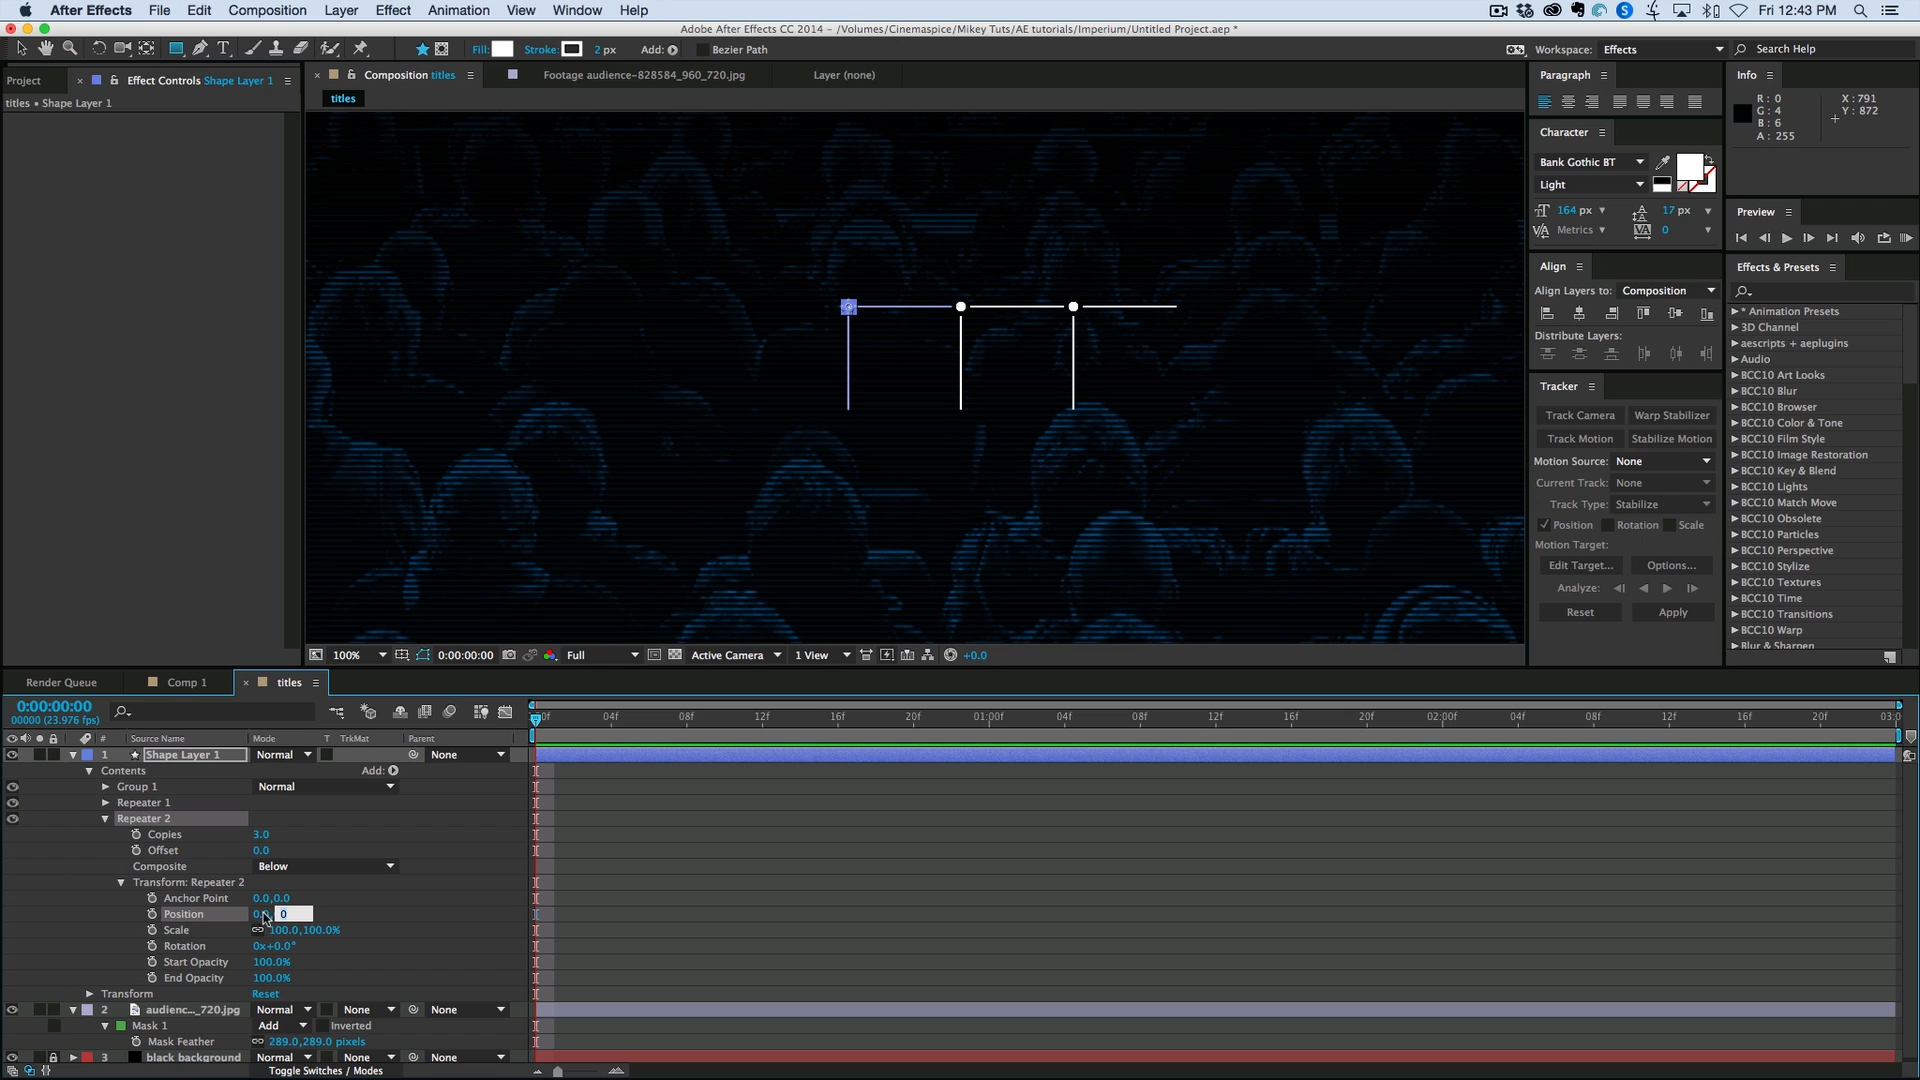 After Effects File Edit Composition Layer Effect Animation View Window Help Fri 12:43 PM
Adobe After Effects CC 2014 - /Volumes/Cinemaspice/Mikey Tuts/AE tutorials/Imperium/Untitled Project.aep *
Fill: Stroke: 2 px Add: Bezier Path Workspace: Effects Search Help
Project Effect Controls Shape Layer 1 Composition titles Footage audience-828584_960_720.jpg Layer (none)
titles • Shape Layer 1
titles
Paragraph
Character
Bank Gothic BT
Light
164 px 17 px
Metrics 0
Align
Align Layers to: Composition
Distribute Layers:
Tracker
Track Camera Warp Stabilizer
Track Motion Stabilize Motion
Motion Source: None
Current Track: None
Track Type: Stabilize
Position Rotation Scale
Motion Target:
Edit Target... Options...
Analyze:
Reset Apply
Info
R: 0 X: 791
G: 4 Y: 872
B: 6
A: 255
Preview
Effects & Presets
* Animation Presets
3D Channel
aescripts + aeplugins
Audio
BCC10 Art Looks
BCC10 Blur
BCC10 Browser
BCC10 Color & Tone
BCC10 Film Style
BCC10 Image Restoration
BCC10 Key & Blend
BCC10 Lights
BCC10 Match Move
BCC10 Obsolete
BCC10 Particles
BCC10 Perspective
BCC10 Stylize
BCC10 Textures
BCC10 Time
BCC10 Transitions
BCC10 Warp
Blur & Sharpen
100% 0:00:00:00 Full Active Camera 1 View +0.0
Render Queue Comp 1 titles
0:00:00:00
00000 (23.976 fps)
04f 08f 12f 16f 20f 01:00f 04f 08f 12f 16f 20f 02:00f 04f 08f 12f 16f 20f 03:0
# Source Name Mode T TrkMat Parent
1 Shape Layer 1 Normal None
Contents Add:
Group 1 Normal
Repeater 1
Repeater 2
Copies 3.0
Offset 0.0
Composite Below
Transform: Repeater 2
Anchor Point 0.0,0.0
Position 0
Scale 100.0,100.0%
Rotation 0x+0.0°
Start Opacity 100.0%
End Opacity 100.0%
Transform Reset
2 audienc..._720.jpg Normal None None
Mask 1 Add Inverted
Mask Feather 289.0,289.0 pixels
3 black background Normal None None
Toggle Switches / Modes